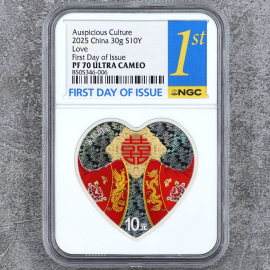 Auspicious Culture
2025 China 30g S10Y
Love
First Day of Issue
PF 70 ULTRA CAMEO
8505346-006
1st
FIRST DAY OF ISSUE
NGC
囍
10元